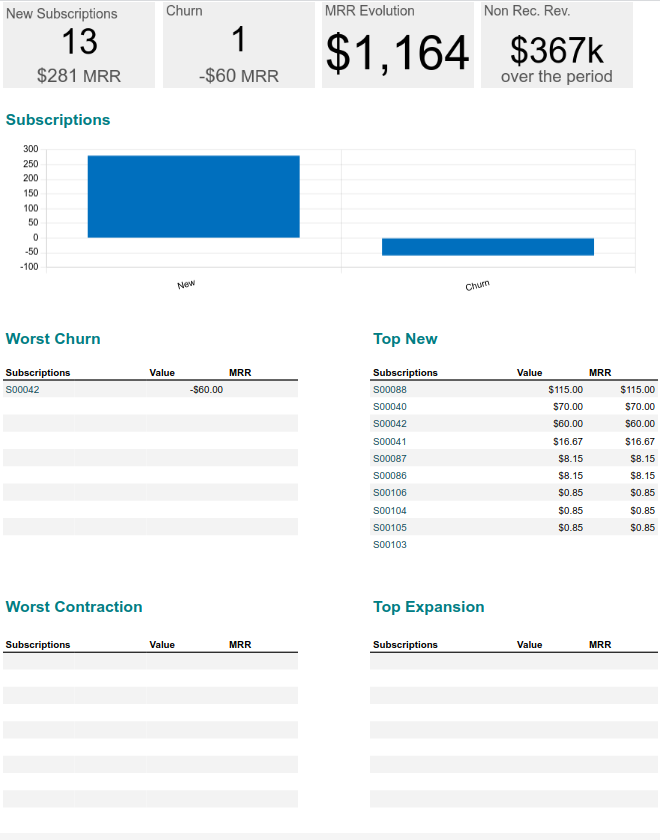 New Subscriptions
13
$281 MRR
Churn
1
-$60 MRR
MRR Evolution
$1,164
Non Rec. Rev.
$367k
over the period
Subscriptions
300
250
200
150
100
50
0
-50
-100
New
Churn
Worst Churn
Subscriptions Value MRR
S00042 -$60.00
Top New
Subscriptions Value MRR
S00088 $115.00 $115.00
S00040 $70.00 $70.00
S00042 $60.00 $60.00
S00041 $16.67 $16.67
S00087 $8.15 $8.15
S00086 $8.15 $8.15
S00106 $0.85 $0.85
S00104 $0.85 $0.85
S00105 $0.85 $0.85
S00103
Worst Contraction
Subscriptions Value MRR
Top Expansion
Subscriptions Value MRR